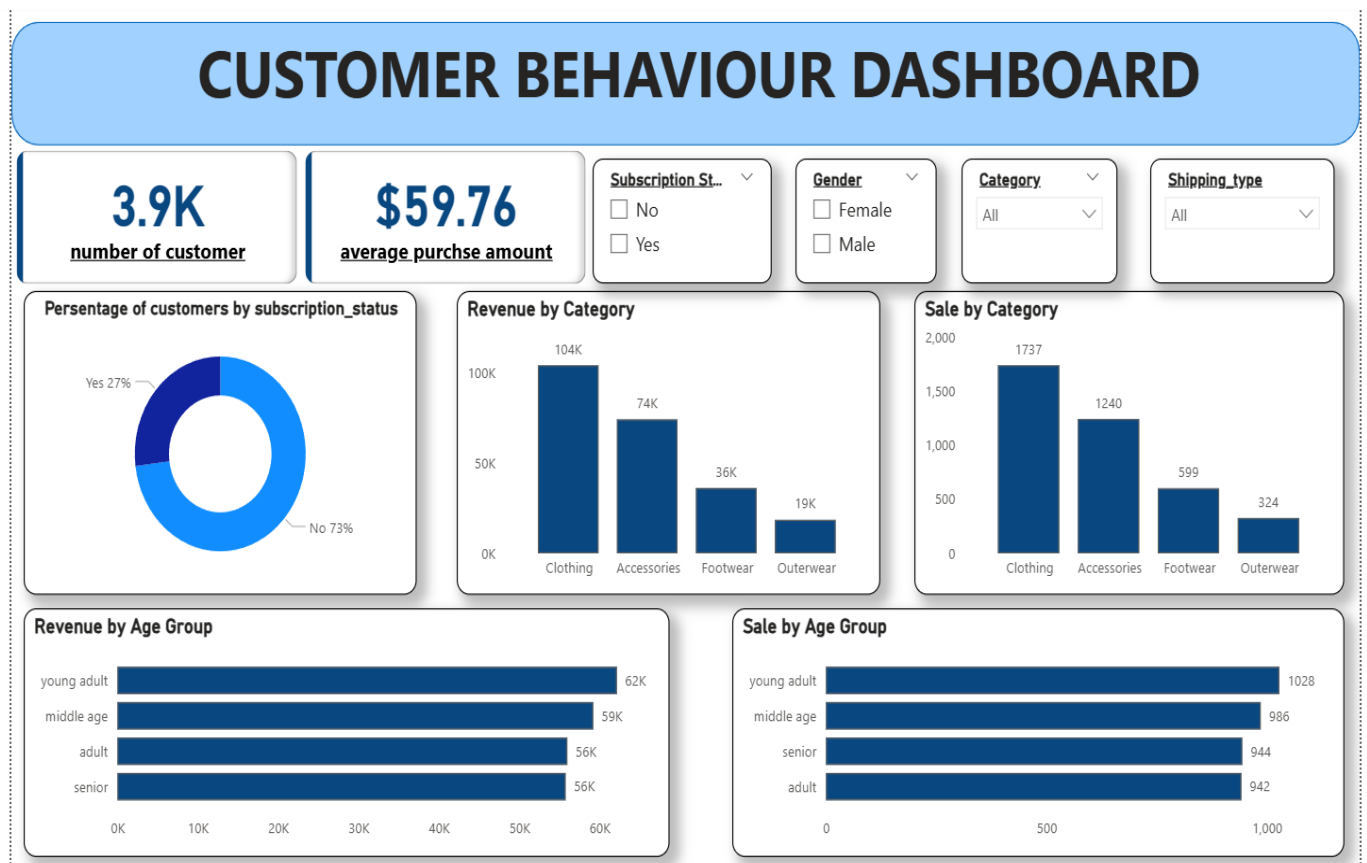 CUSTOMER BEHAVIOUR DASHBOARD
3.9K
number of customer
$59.76
average purchse amount
Subscription St...
No
Yes
Gender
Female
Male
Category
All
Shipping_type
All
Persentage of customers by subscription_status
Yes 27%
No 73%
Revenue by Category
104K
100K
74K
50K
36K
19K
0K
Clothing Accessories Footwear Outerwear
Sale by Category
2,000
1737
1,500
1240
1,000
599
500
324
0
Clothing Accessories Footwear Outerwear
Revenue by Age Group
young adult 62K
middle age 59K
adult 56K
senior 56K
0K 10K 20K 30K 40K 50K 60K
Sale by Age Group
young adult 1028
middle age 986
senior 944
adult 942
0 500 1,000